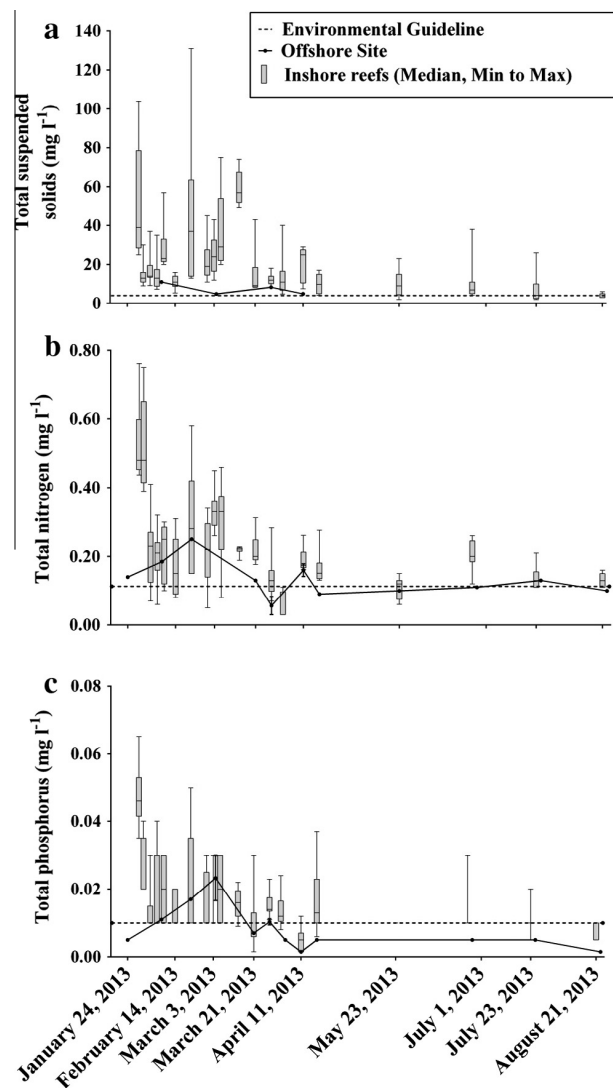 Environmental Guideline
Offshore Site
Inshore reefs (Median, Min to Max)
a
Total suspended
solids (mg l-1)
140
120
100
80
60
40
20
0
b
Total nitrogen (mg l-1)
0.80
0.60
0.40
0.20
0.00
c
Total phosphorus (mg l-1)
0.08
0.06
0.04
0.02
0.00
January 24, 2013
February 14, 2013
March 3, 2013
March 21, 2013
April 11, 2013
May 23, 2013
July 1, 2013
July 23, 2013
August 21, 2013